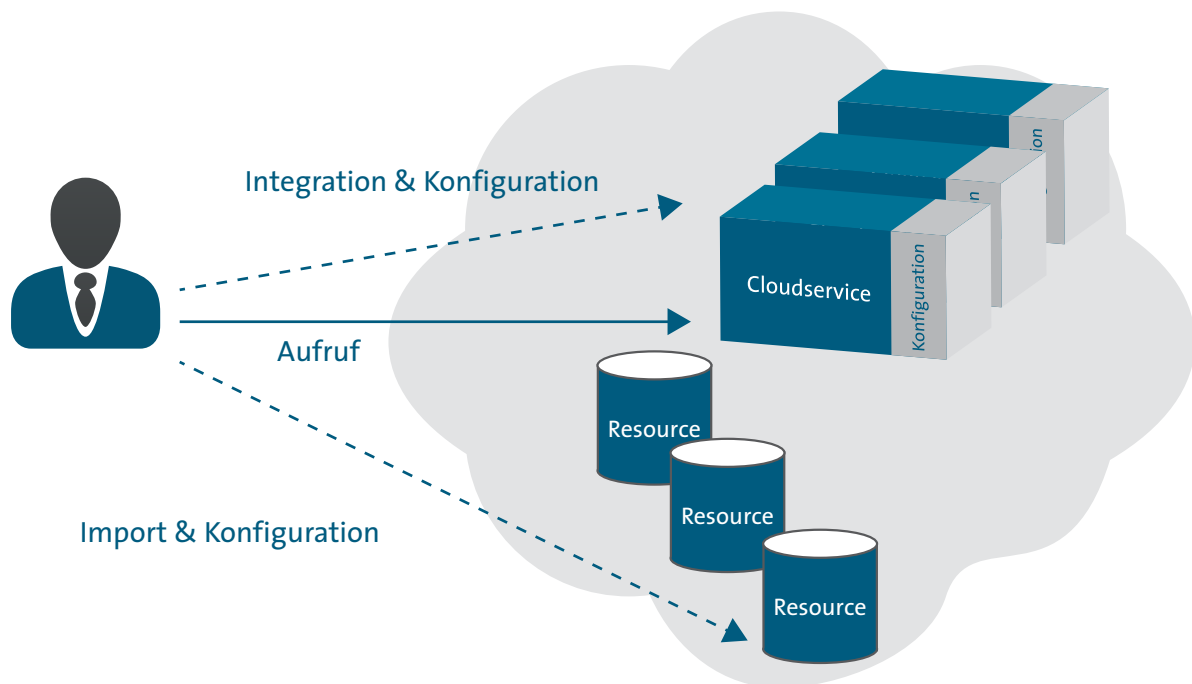 Integration & Konfiguration
Cloudservice
Konfiguration
Aufruf
Resource
Resource
Import & Konfiguration
Resource